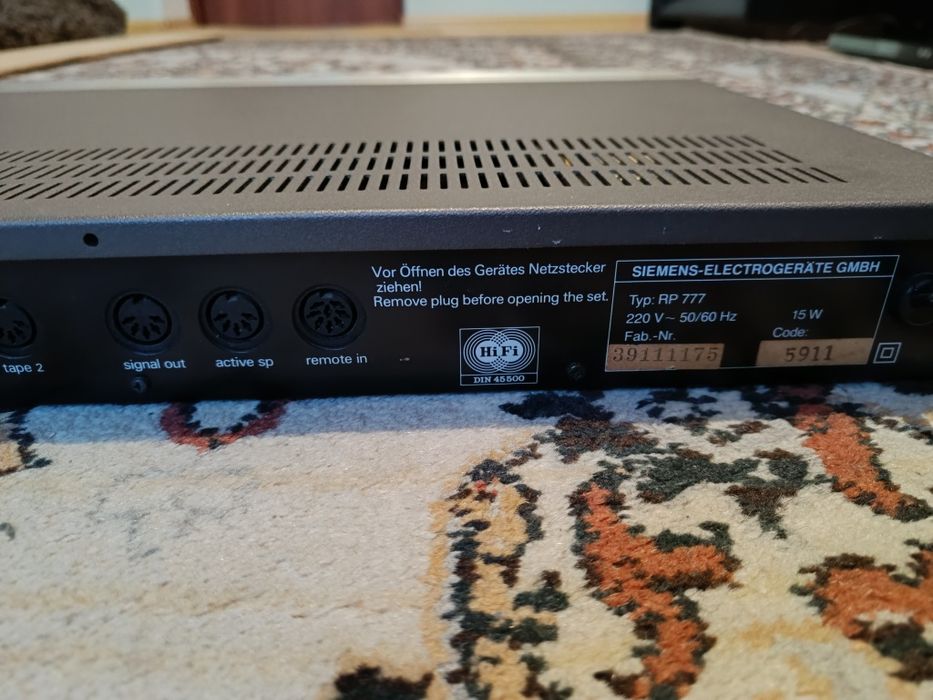 tape 2
signal out
active sp
remote in
Vor Öffnen des Gerätes Netzstecker
ziehen!
Remove plug before opening the set.
Hi Fi
DIN 45500
SIEMENS-ELECTROGERÄTE GMBH
Typ: RP 777
220 V~ 50/60 Hz 15 W
Fab.-Nr. Code:
39111175 5911